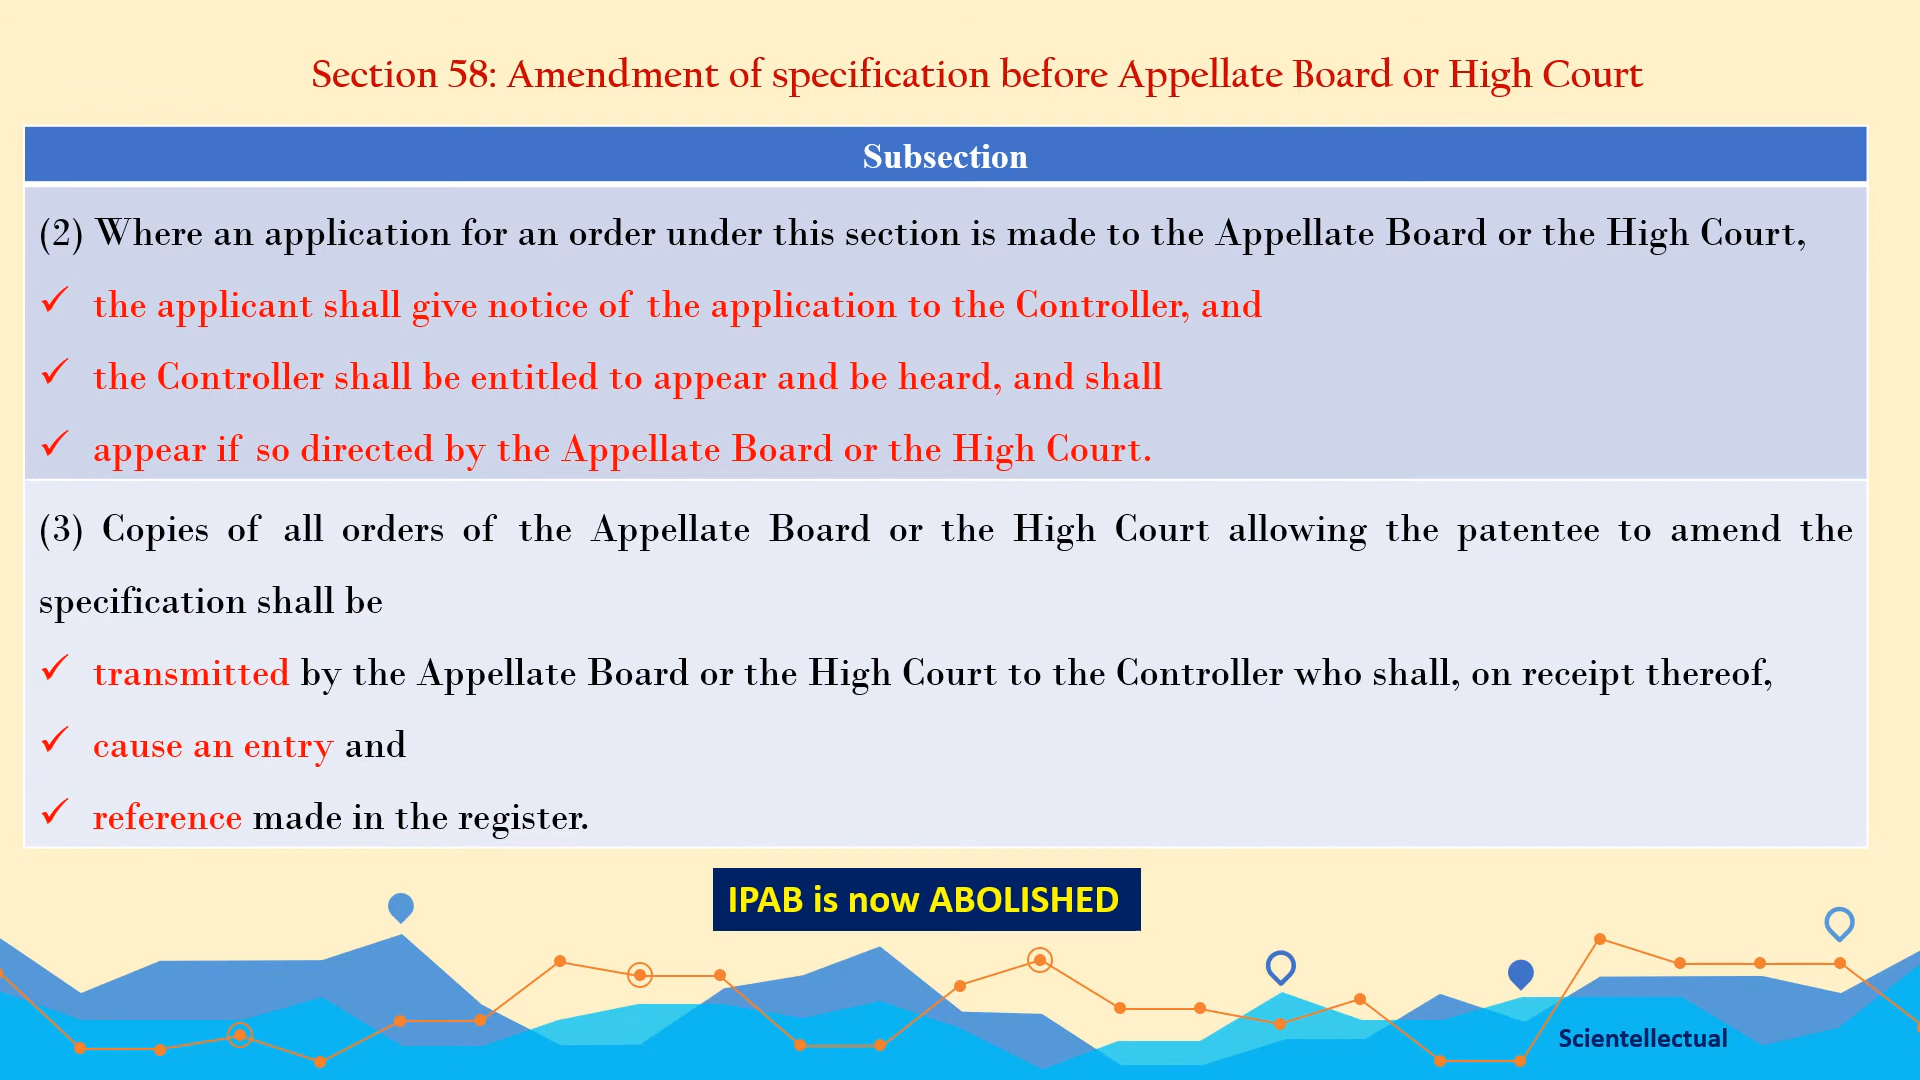 Section 58: Amendment of specification before Appellate Board or High Court
Subsection
(2) Where an application for an order under this section is made to the Appellate Board or the High Court,
✓ the applicant shall give notice of the application to the Controller, and
✓ the Controller shall be entitled to appear and be heard, and shall
✓ appear if so directed by the Appellate Board or the High Court.
(3) Copies of all orders of the Appellate Board or the High Court allowing the patentee to amend the
specification shall be
✓ transmitted by the Appellate Board or the High Court to the Controller who shall, on receipt thereof,
✓ cause an entry and
✓ reference made in the register.
IPAB is now ABOLISHED
Scientellectual